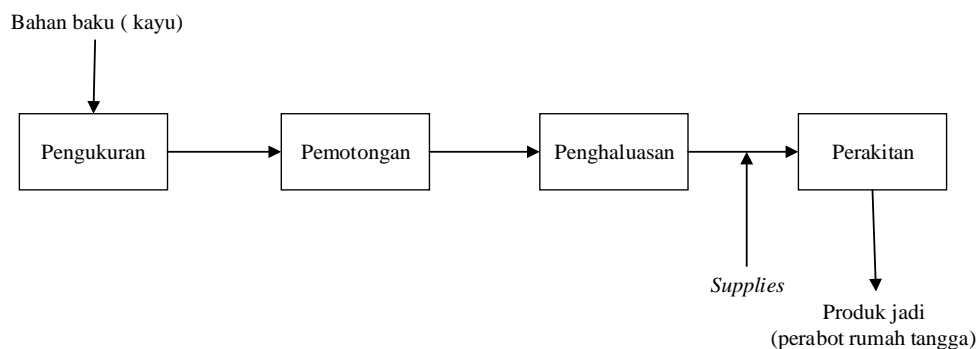 Bahan baku ( kayu)
Pengukuran
Pemotongan
Penghaluasan
Perakitan
Supplies
Produk jadi
(perabot rumah tangga)